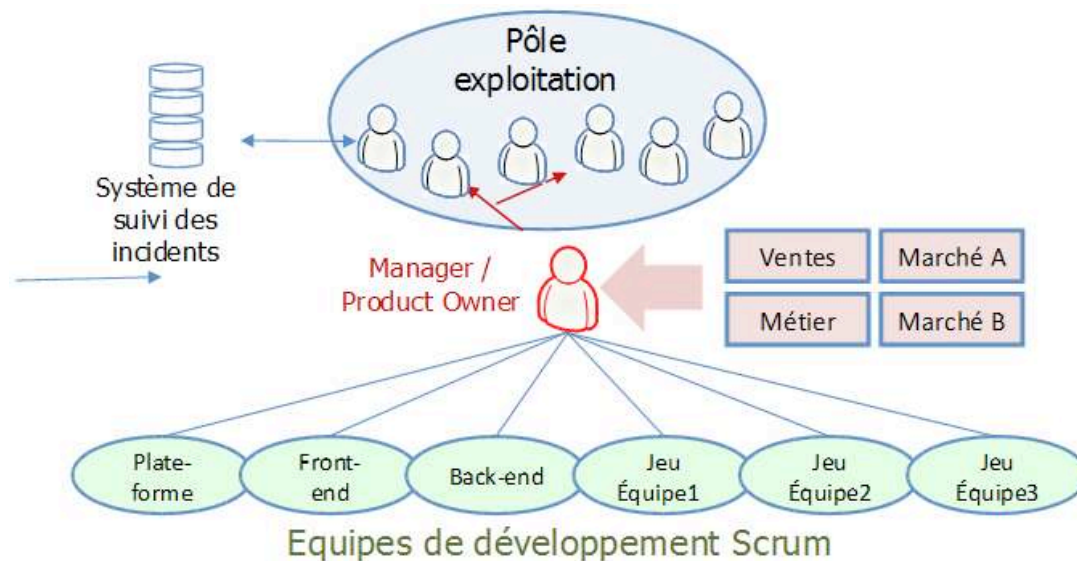 Pôle
exploitation
Système de
suivi des
incidents
Manager /
Product Owner
Ventes
Marché A
Métier
Marché B
Plate-
forme
Front-
end
Back-end
Jeu
Équipe1
Jeu
Équipe2
Jeu
Équipe3
Equipes de développement Scrum